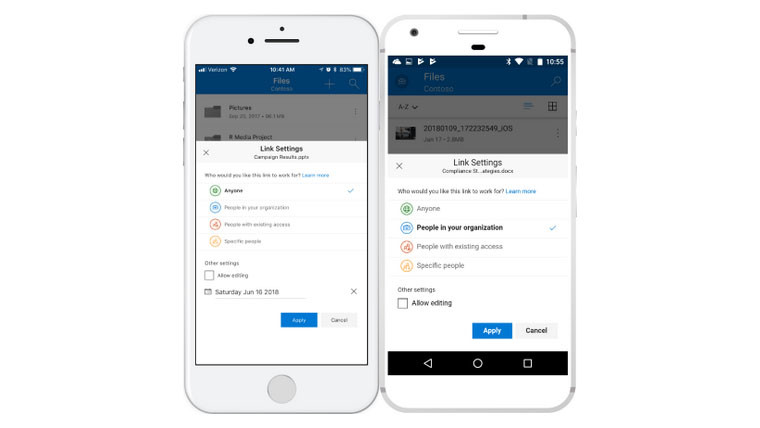 Verizon
10:41 AM
83%
Files
Contoso
Pictures
Sep 20, 2017 • 98.1 MB
R Media Project
Link Settings
Campaign Results.pptx
Who would you like this link to work for? Learn more
Anyone
People in your organization
People with existing access
Specific people
Other settings
Allow editing
Saturday Jun 16 2018
Apply
Cancel
10:55
Files
Contoso
A-Z
20180109_172232549_iOS
Jun 17 • 2.8MB
Link Settings
Compliance St...ategies.docx
Who would you like this link to work for? Learn more
Anyone
People in your organization
People with existing access
Specific people
Other settings
Allow editing
Apply
Cancel